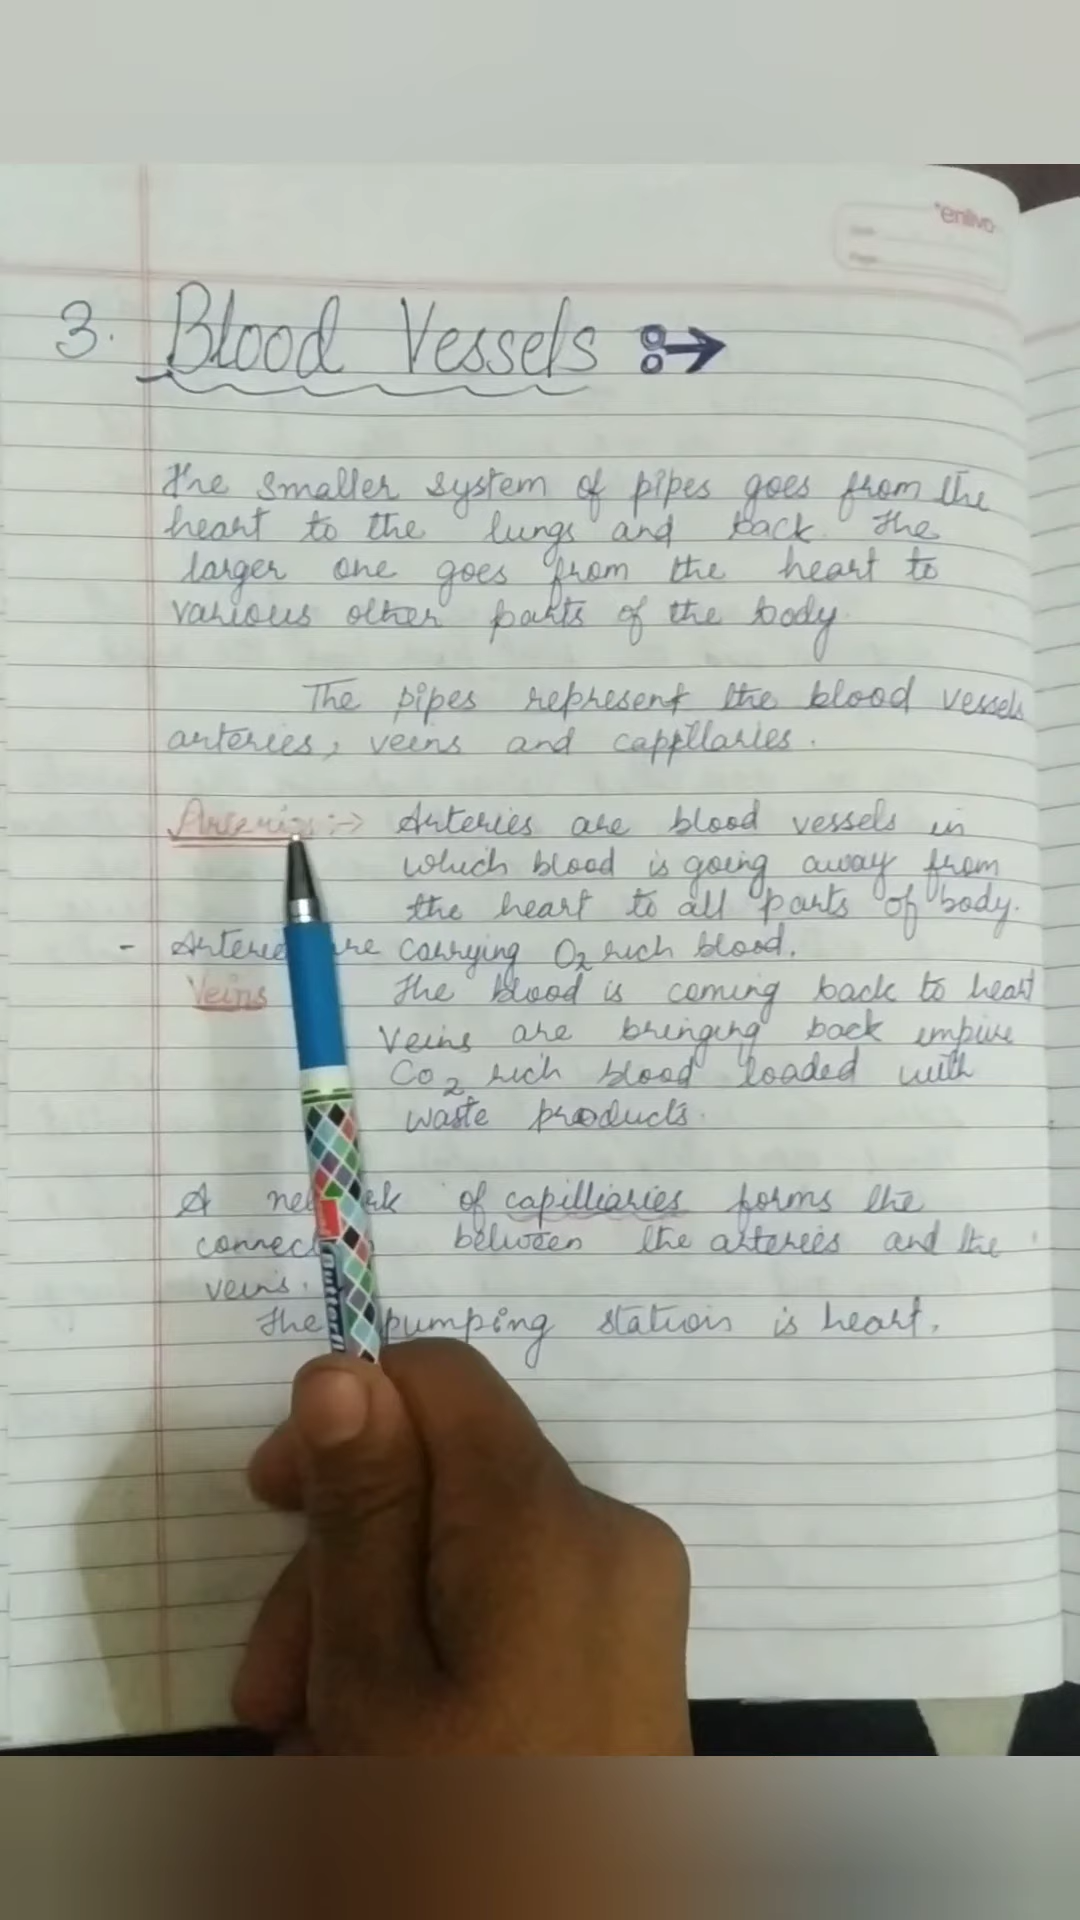 *enlivo
3. Blood Vessels :→
The smaller system of pipes goes from the
heart to the lungs and back. The
larger one goes from the heart to
various other parts of the body.
The pipes represent the blood vessels
arteries, veins and cappllaries.
Arteries :→ Arteries are blood vessels in
which blood is going away from
the heart to all parts of body.
- Arteries are carrying O2 rich blood.
Veins The blood is coming back to heart
Veins are bringing back impure
Co2 rich blood loaded with
waste products.
A of capilliaries forms the
between the arteries and the
veins.
The pumping station is heart.